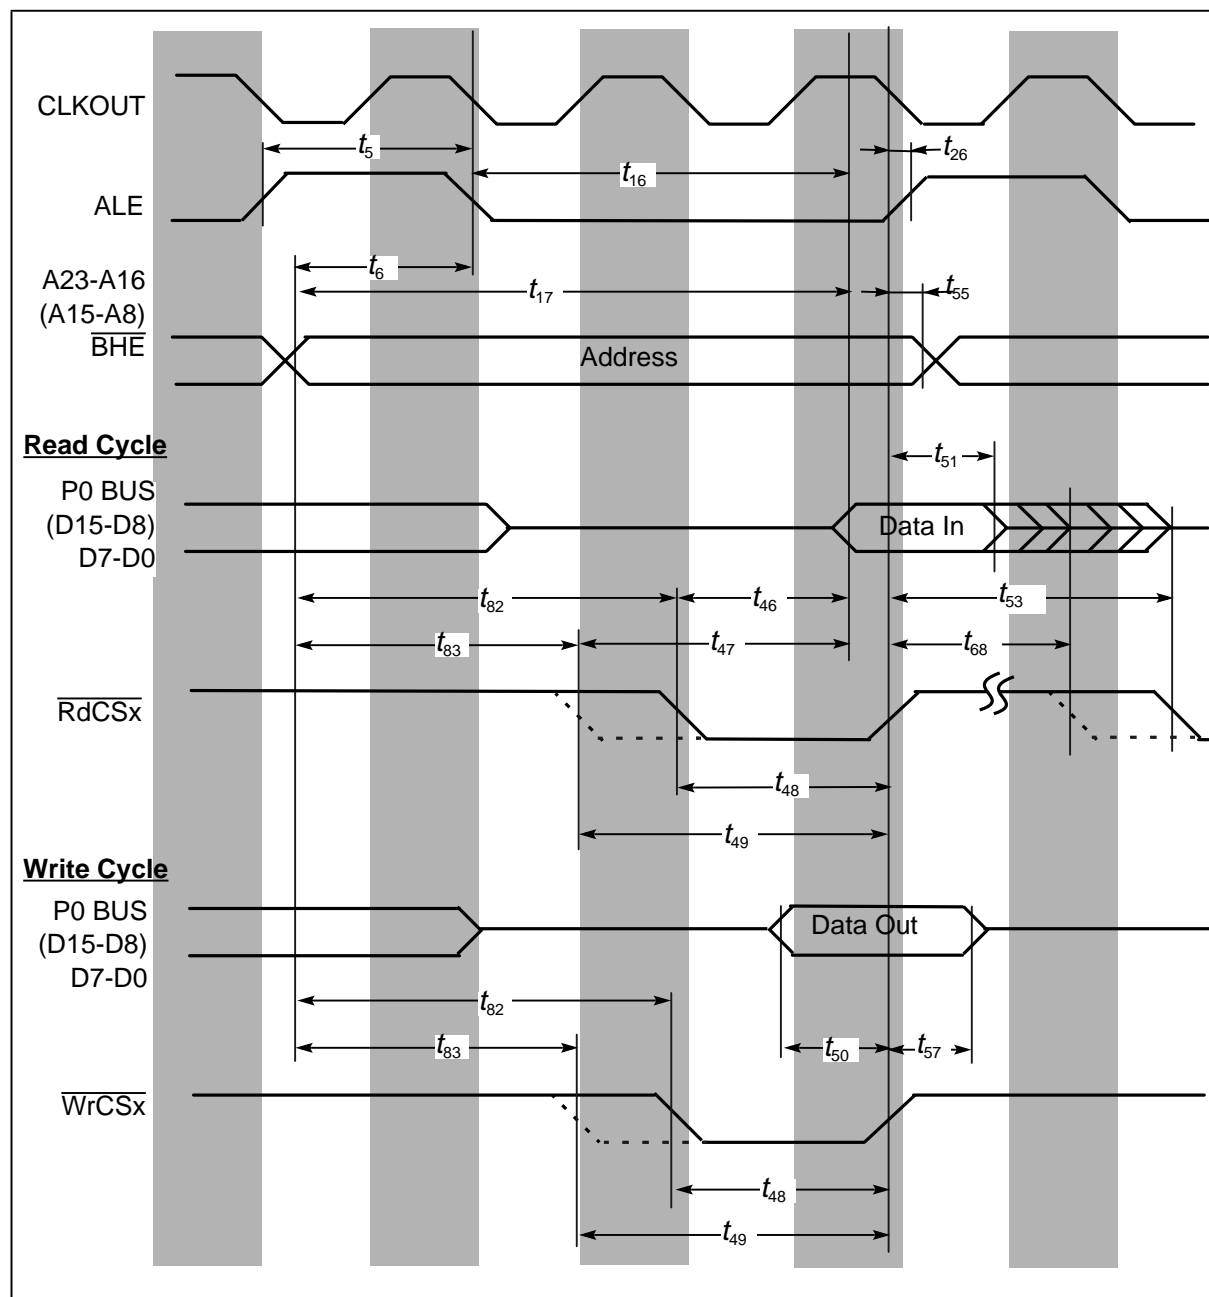 CLKOUT
t5
t26
t16
ALE
t6
A23-A16
t17
t55
(A15-A8)
BHE
Address
Read Cycle
t51
P0 BUS
(D15-D8)
Data In
D7-D0
t82
t46
t53
t83
t47
t68
RdCSx
t48
t49
Write Cycle
P0 BUS
Data Out
(D15-D8)
D7-D0
t82
t83
t50
t57
WrCSx
t48
t49